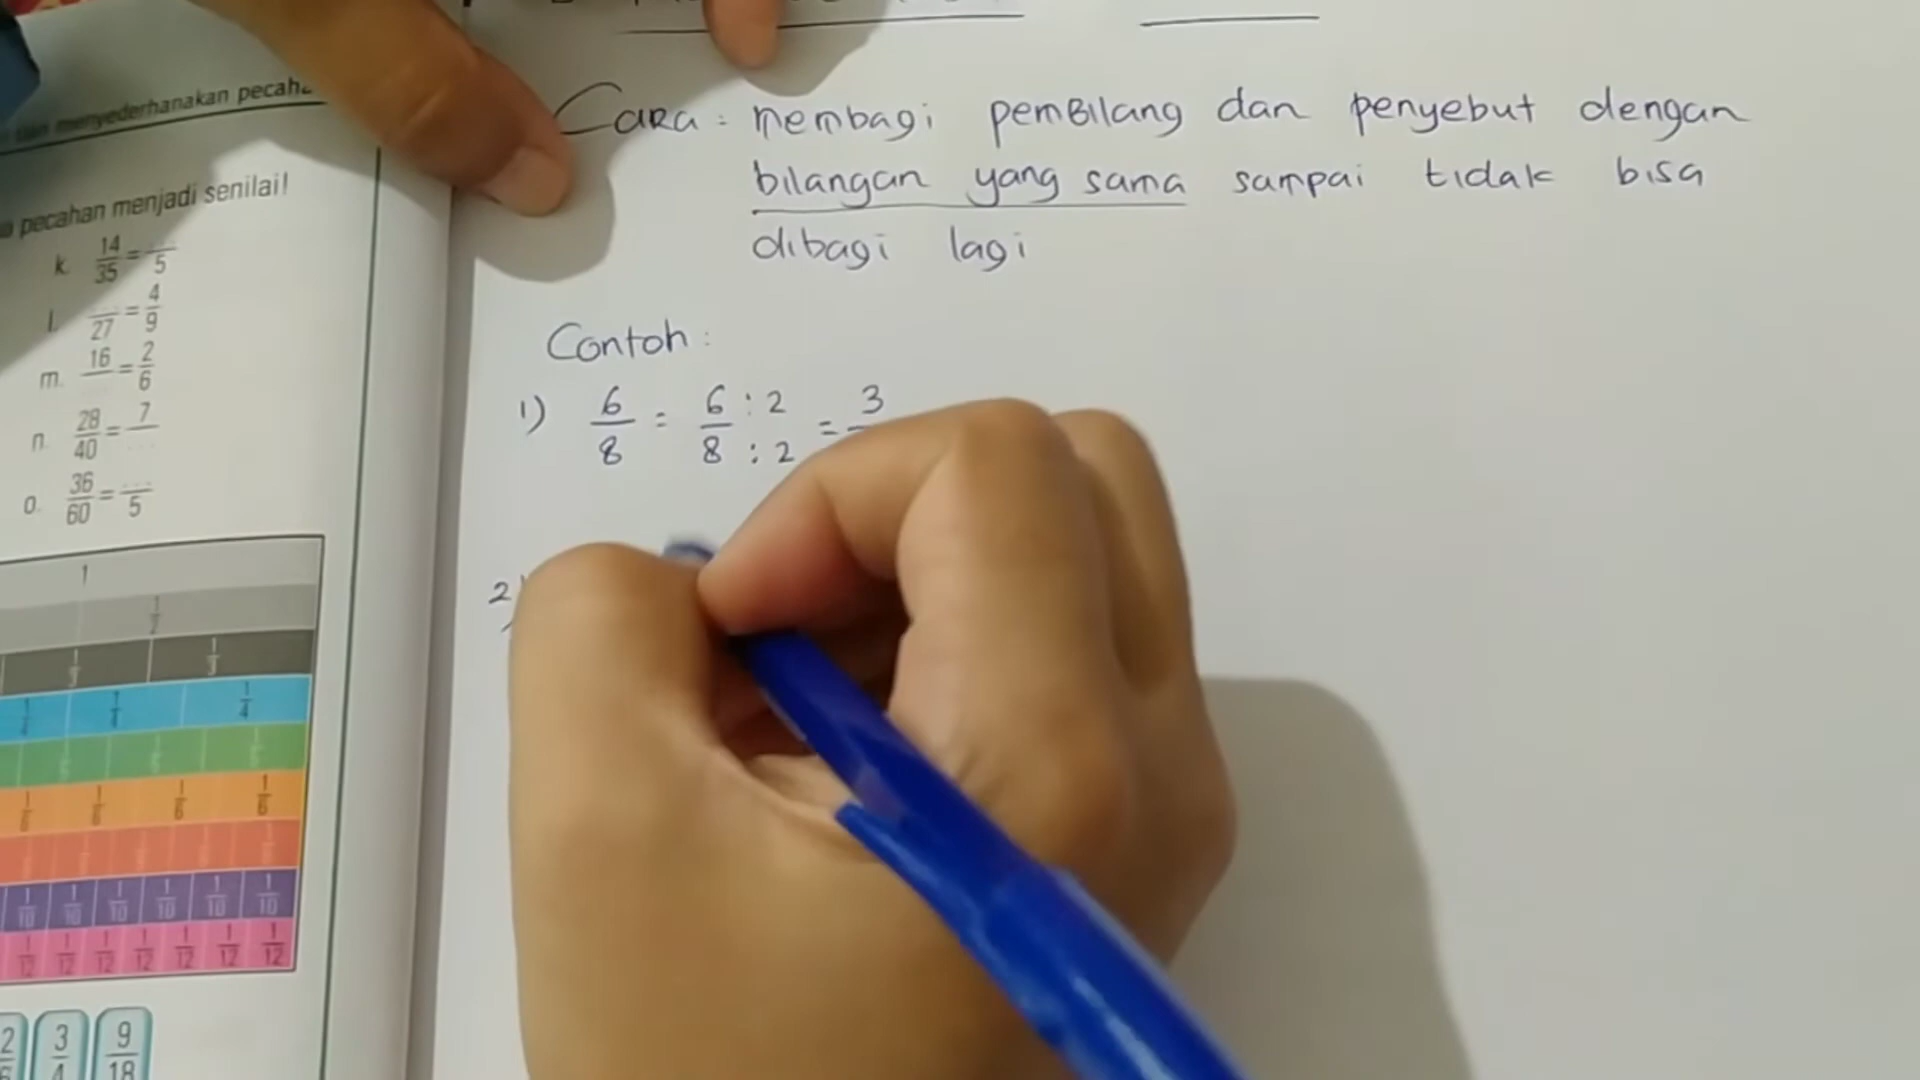 menyederhanakan
pecahan menjadi senilai!
k. 14/35 = .../5
l. .../27 = 4/9
m. 16/... = 2/6
n. 28/40 = 7/...
o. 36/60 = .../5
1
1/2
1/3 1/3
1/4 1/4 1/4
1/6 1/6 1/6 1/6
1/10 1/10 1/10 1/10 1/10 1/10
1/12 1/12 1/12 1/12 1/12 1/12 1/12
3/4 9/18
Cara : Membagi pembilang dan penyebut dengan
bilangan yang sama sampai tidak bisa
dibagi lagi
Contoh :
1) 6/8 = 6 : 2/8 : 2 = 3
2)